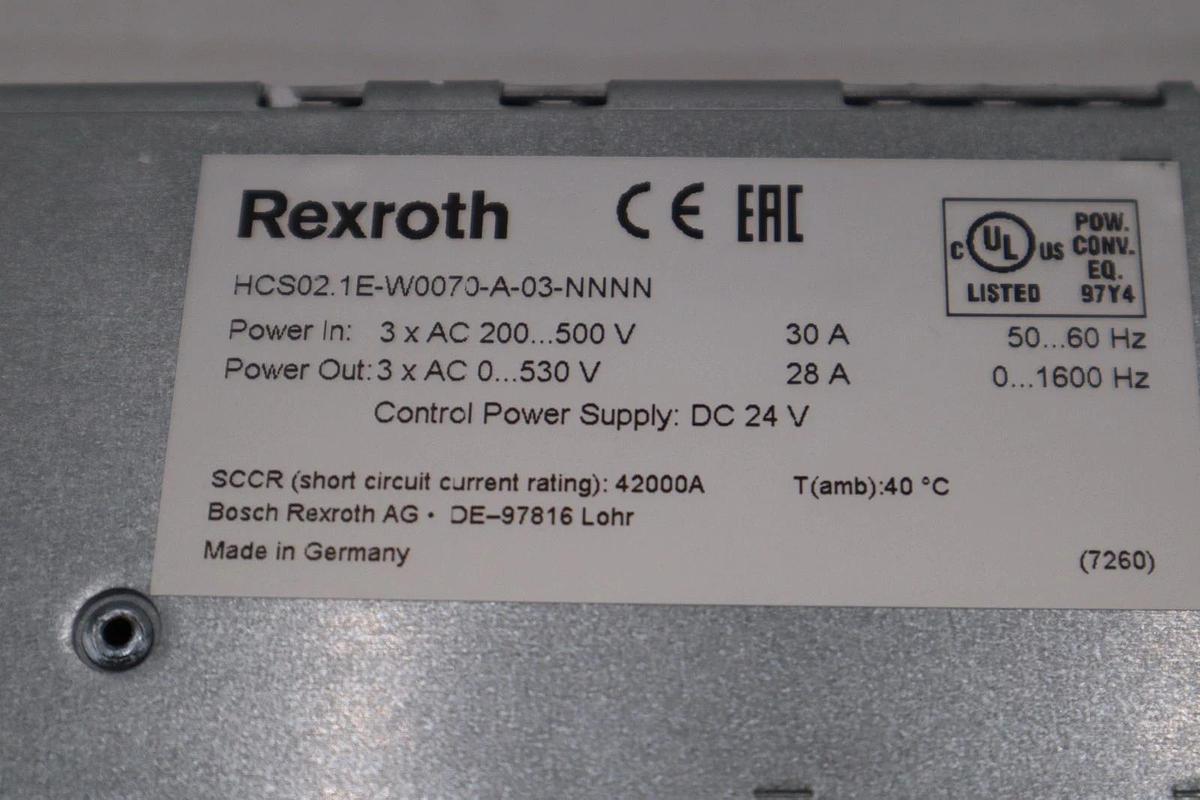 Rexroth CE EAC
C UL US LISTED POW. CONV. EQ. 97Y4
HCS02.1E-W0070-A-03-NNNN
Power In: 3 x AC 200...500 V 30 A 50...60 Hz
Power Out: 3 x AC 0...530 V 28 A 0...1600 Hz
Control Power Supply: DC 24 V
SCCR (short circuit current rating): 42000A T(amb):40 °C
Bosch Rexroth AG • DE–97816 Lohr
Made in Germany (7260)